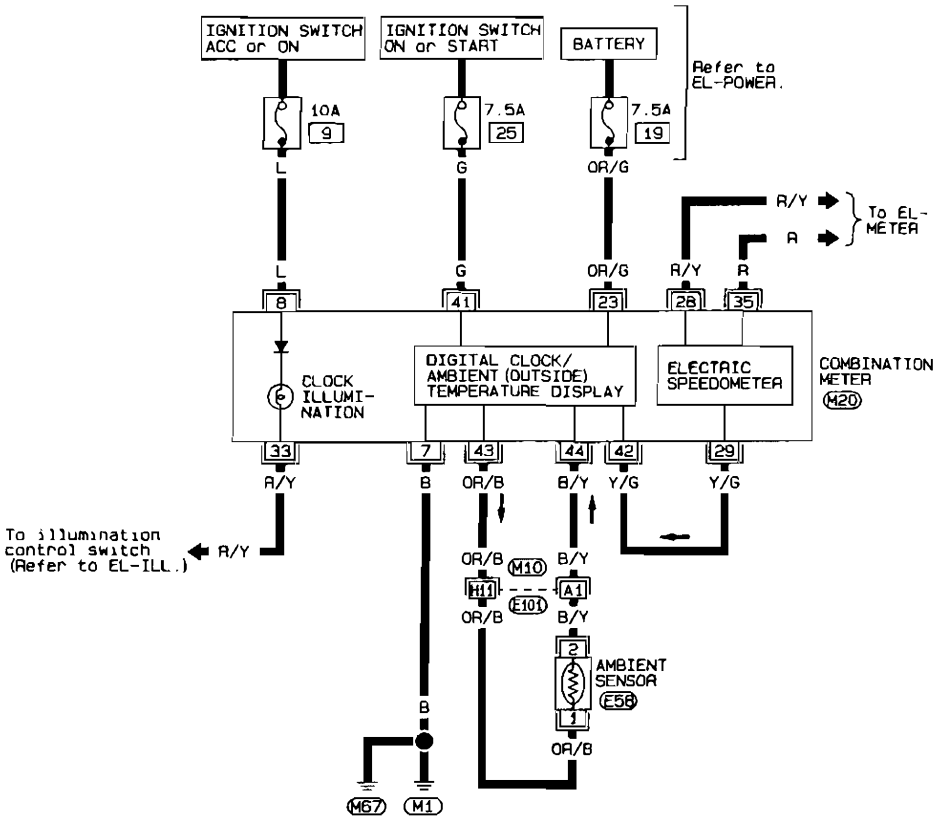 IGNITION SWITCH
ACC or ON
IGNITION SWITCH
ON or START
BATTERY
Refer to
EL-POWER.
10A
9
7.5A
25
7.5A
19
L
G
OR/G
R/Y
R
To EL-
METER
L
G
OR/G
R/Y
R
8
41
23
28
35
DIGITAL CLOCK/
AMBIENT (OUTSIDE)
TEMPERATURE DISPLAY
ELECTRIC
SPEEDOMETER
COMBINATION
METER
M20
CLOCK
ILLUMI-
NATION
33
7
43
44
42
29
R/Y
B
OR/B
B/Y
Y/G
Y/G
To illumination
control switch
(Refer to EL-ILL.)
R/Y
OR/B
M10
B/Y
H11
A1
E101
OR/B
B/Y
2
AMBIENT
SENSOR
E56
1
B
OR/B
M67
M1